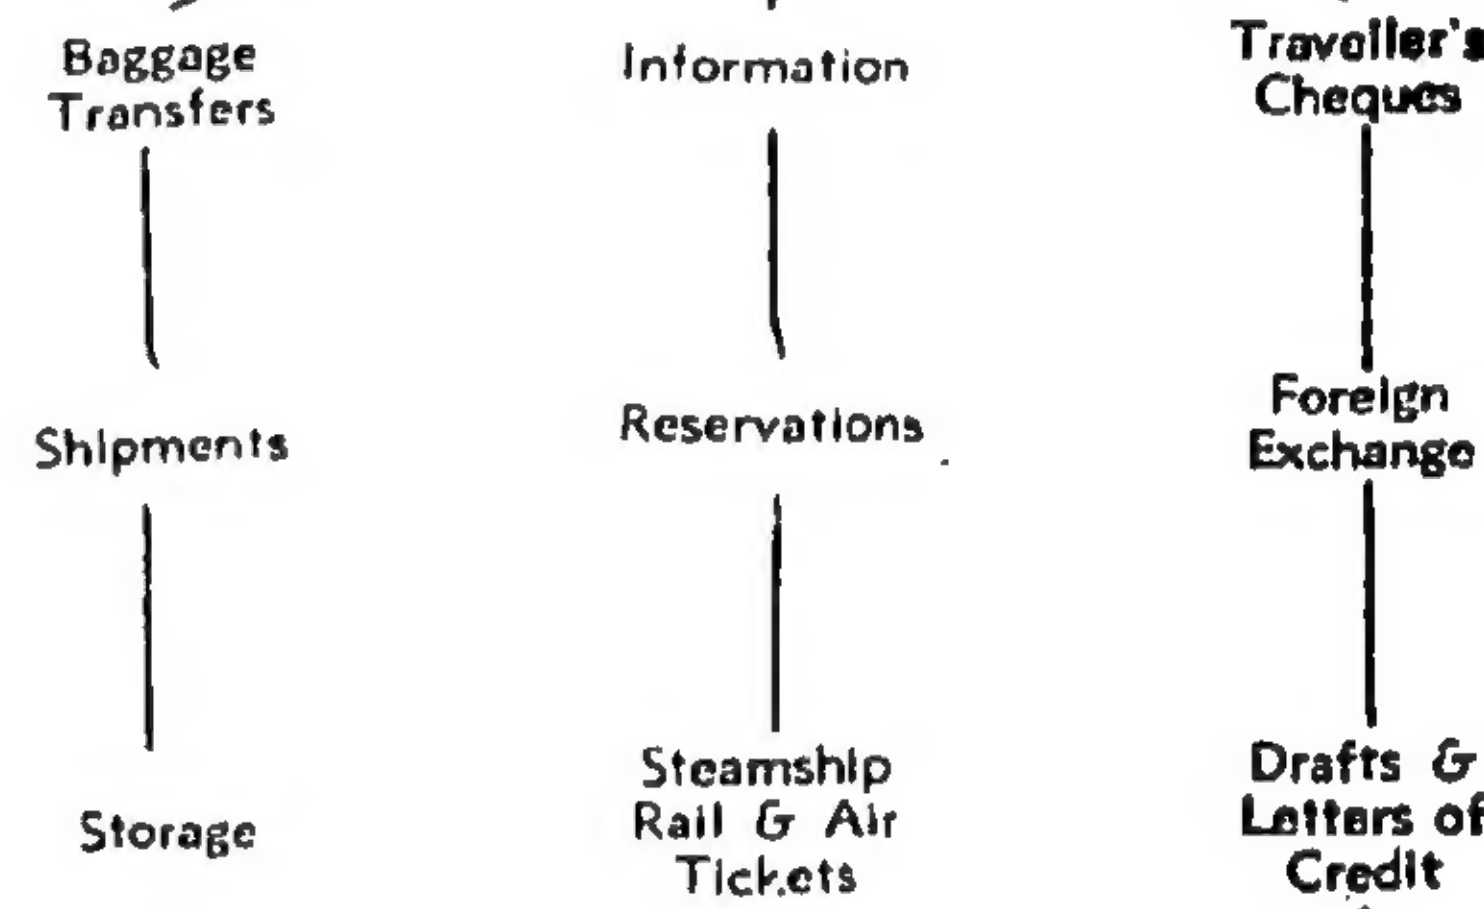 Baggage
Transfers
Information
Traveller's
Cheques
Shipments
Reservations
Foreign
Exchange
Storage
Steamship
Rail & Air
Tickets
Drafts &
Letters of
Credit